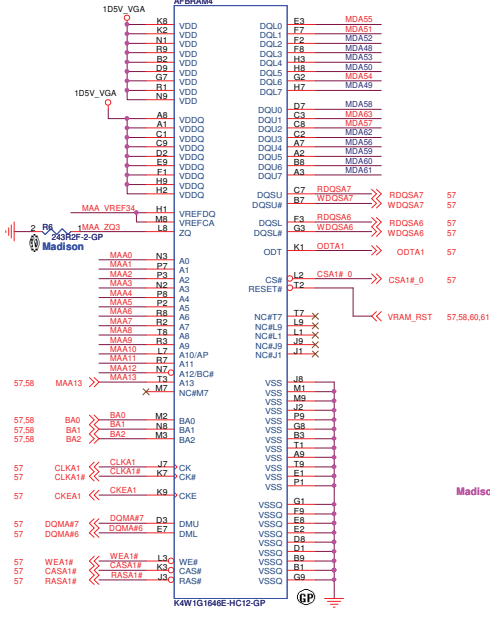 AFBRAM4
1D5V_VGA
K8 VDD DQL0 E3 MDA55
K2 VDD DQL1 F7 MDA51
N1 VDD DQL2 F2 MDA52
R9 VDD DQL3 F8 MDA48
B2 VDD DQL4 H3 MDA53
D9 VDD DQL5 H8 MDA50
G7 VDD DQL6 G2 MDA54
R1 VDD DQL7 H7 MDA49
N9 VDD
1D5V_VGA
DQU0 D7 MDA58
A8 VDDQ DQU1 C3 MDA63
A1 VDDQ DQU2 C8 MDA57
C1 VDDQ DQU3 C2 MDA62
C9 VDDQ DQU4 A7 MDA56
D2 VDDQ DQU5 A2 MDA59
E9 VDDQ DQU6 B8 MDA60
F1 VDDQ DQU7 A3 MDA61
H9 VDDQ
H2 VDDQ
DQSU C7 RDQSA7 RDQSA7 57
DQSU# B7 WDQSA7 WDQSA7 57
MAA_VREF34 H1 VREFDQ
M8 VREFCA
DQSL F3 RDQSA6 RDQSA6 57
DQSL# G3 WDQSA6 WDQSA6 57
2 R6 1 MAA_ZQ3 L8 ZQ
243R2F-2-GP
Madison
ODT K1 ODTA1 ODTA1 57
MAA0 N3 A0
MAA1 P7 A1
MAA2 P3 A2
MAA3 N2 A3
MAA4 P8 A4
MAA5 P2 A5
MAA6 R8 A6
MAA7 R2 A7
MAA8 T8 A8
MAA9 R3 A9
MAA10 L7 A10/AP
MAA11 R7 A11
MAA12 N7 A12/BC#
57,58 MAA13 MAA13 T3 A13
M7 NC#M7
CS# L2 CSA1#_0 CSA1#_0 57
RESET# T2
VRAM_RST 57,58,60,61
NC#T7 T7
NC#L9 L9
NC#L1 L1
NC#J9 J9
NC#J1 J1
57,58 BA0 BA0 M2 BA0
57,58 BA1 BA1 N8 BA1
57,58 BA2 BA2 M3 BA2
57 CLKA1 CLKA1 J7 CK
57 CLKA1# CLKA1# K7 CK#
57 CKEA1 CKEA1 K9 CKE
57 DQMA#7 DQMA#7 D3 DMU
57 DQMA#6 DQMA#6 E7 DML
57 WEA1# WEA1# L3 WE#
57 CASA1# CASA1# K3 CAS#
57 RASA1# RASA1# J3 RAS#
VSS J8
VSS M1
VSS M9
VSS J2
VSS P9
VSS G8
VSS B3
VSS T1
VSS A9
VSS T9
VSS E1
VSS P1
VSSQ G1
VSSQ F9
VSSQ E8
VSSQ E2
VSSQ D8
VSSQ D1
VSSQ B9
VSSQ B1
VSSQ G9
Madisc
K4W1G1646E-HC12-GP
GP